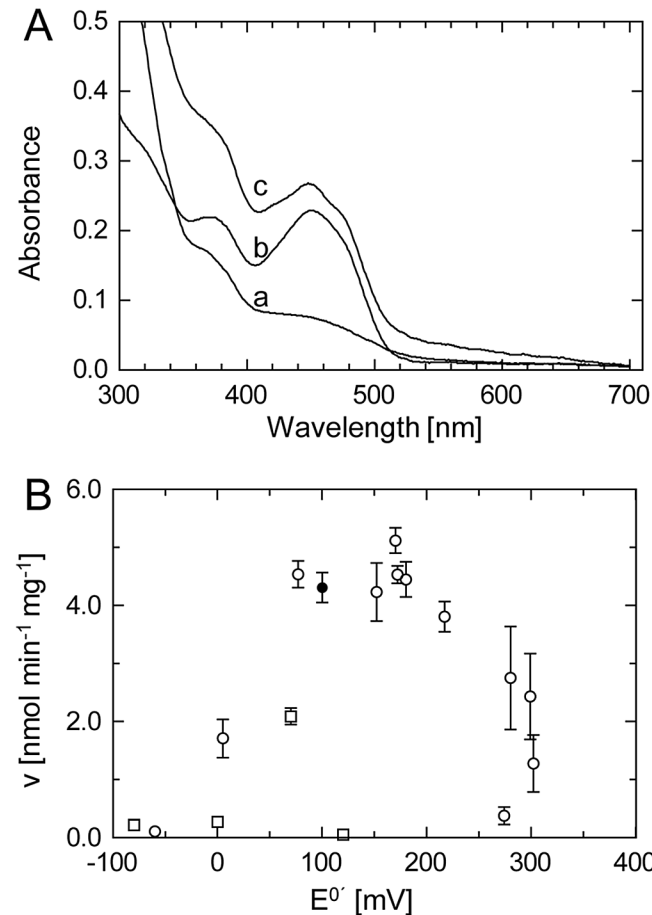 A
0.5
0.4
0.3
0.2
0.1
0.0
Absorbance
c
b
a
300 400 500 600 700
Wavelength [nm]
B
6.0
4.0
2.0
0.0
v [nmol min⁻¹ mg⁻¹]
-100 0 100 200 300 400
E⁰´ [mV]